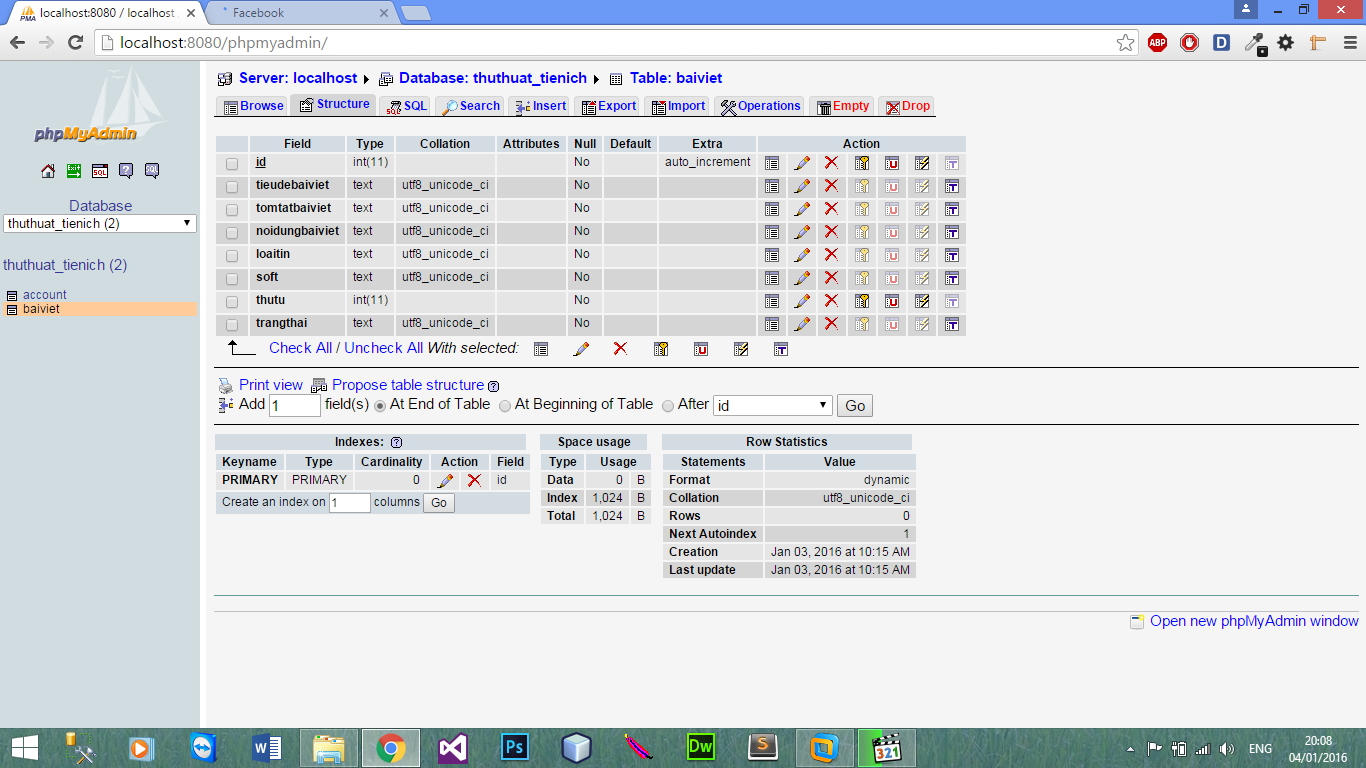 localhost:8080 / localhost
Facebook
localhost:8080/phpmyadmin/
ABP
phpMyAdmin
SQL
Database
thuthuat_tienich (2)
thuthuat_tienich (2)
account
baiviet
Server: localhost Database: thuthuat_tienich Table: baiviet
Browse Structure SQL Search Insert Export Import Operations Empty Drop
Field Type Collation Attributes Null Default Extra Action
id int(11) No auto_increment
tieudebaiviet text utf8_unicode_ci No
tomtatbaiviet text utf8_unicode_ci No
noidungbaiviet text utf8_unicode_ci No
loaitin text utf8_unicode_ci No
soft text utf8_unicode_ci No
thutu int(11) No
trangthai text utf8_unicode_ci No
Check All / Uncheck All With selected:
Print view Propose table structure
Add 1 field(s) At End of Table At Beginning of Table After id Go
Indexes:
Keyname Type Cardinality Action Field
PRIMARY PRIMARY 0 id
Create an index on 1 columns Go
Space usage
Type Usage
Data 0 B
Index 1,024 B
Total 1,024 B
Row Statistics
Statements Value
Format dynamic
Collation utf8_unicode_ci
Rows 0
Next Autoindex 1
Creation Jan 03, 2016 at 10:15 AM
Last update Jan 03, 2016 at 10:15 AM
Open new phpMyAdmin window
Ps
Dw
321
ENG
20:08
04/01/2016